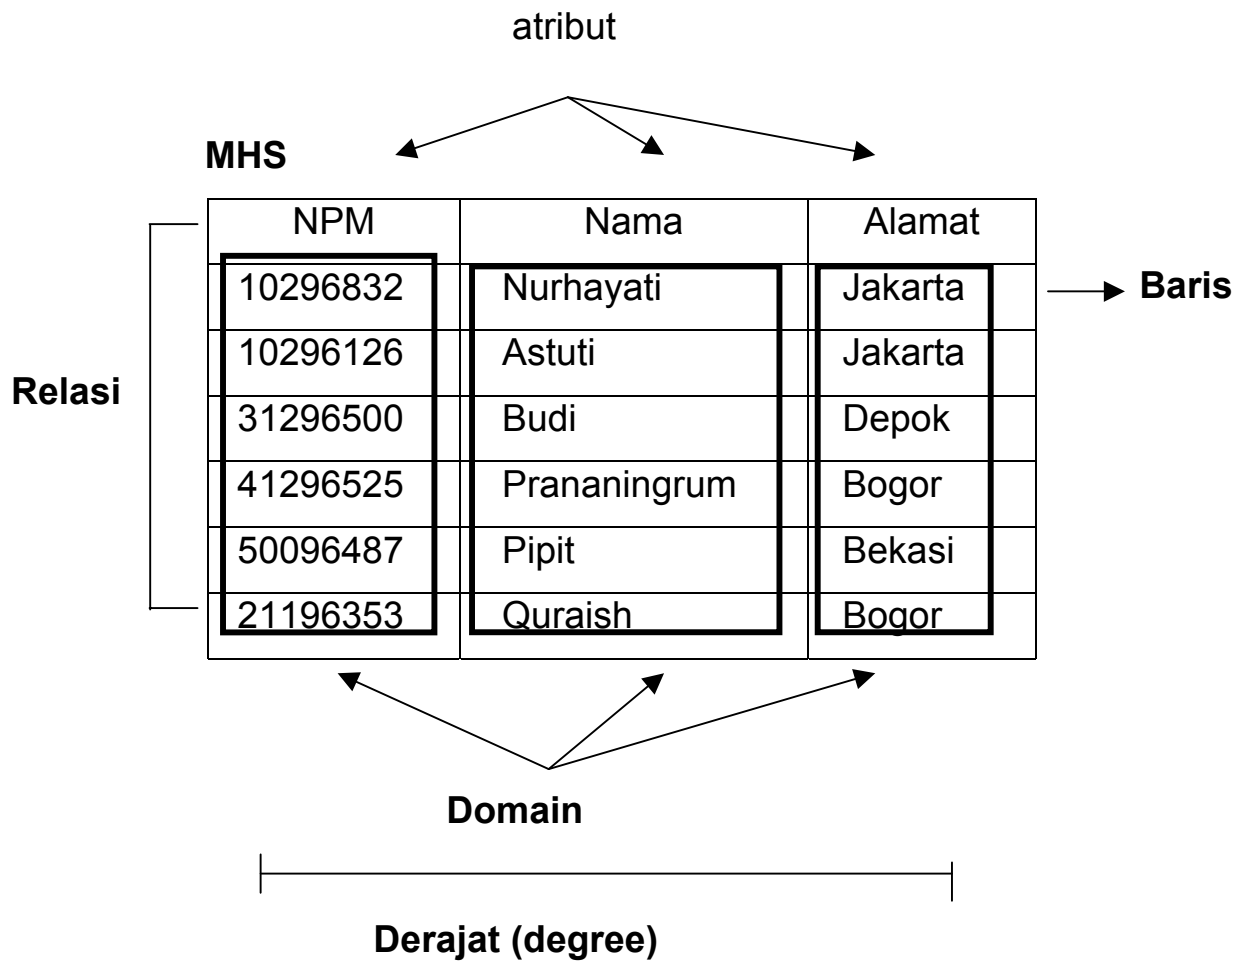 atribut
MHS
NPM Nama Alamat
10296832 Nurhayati Jakarta Baris
10296126 Astuti Jakarta
Relasi
31296500 Budi Depok
41296525 Prananingrum Bogor
50096487 Pipit Bekasi
21196353 Quraish Bogor
Domain
Derajat (degree)